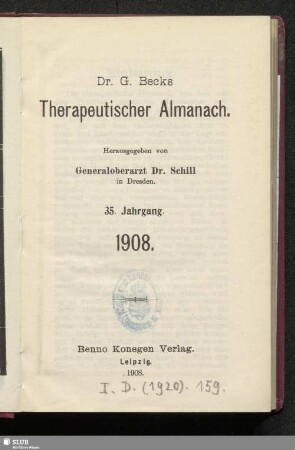 Dr. G. Becks
Therapeutischer Almanach.
Herausgegeben von
Generaloberarzt Dr. Schill
in Dresden.
35. Jahrgang.
1908.
Benno Konegen Verlag.
Leipzig.
1908.
I. D. (1920). 159.
SLUB